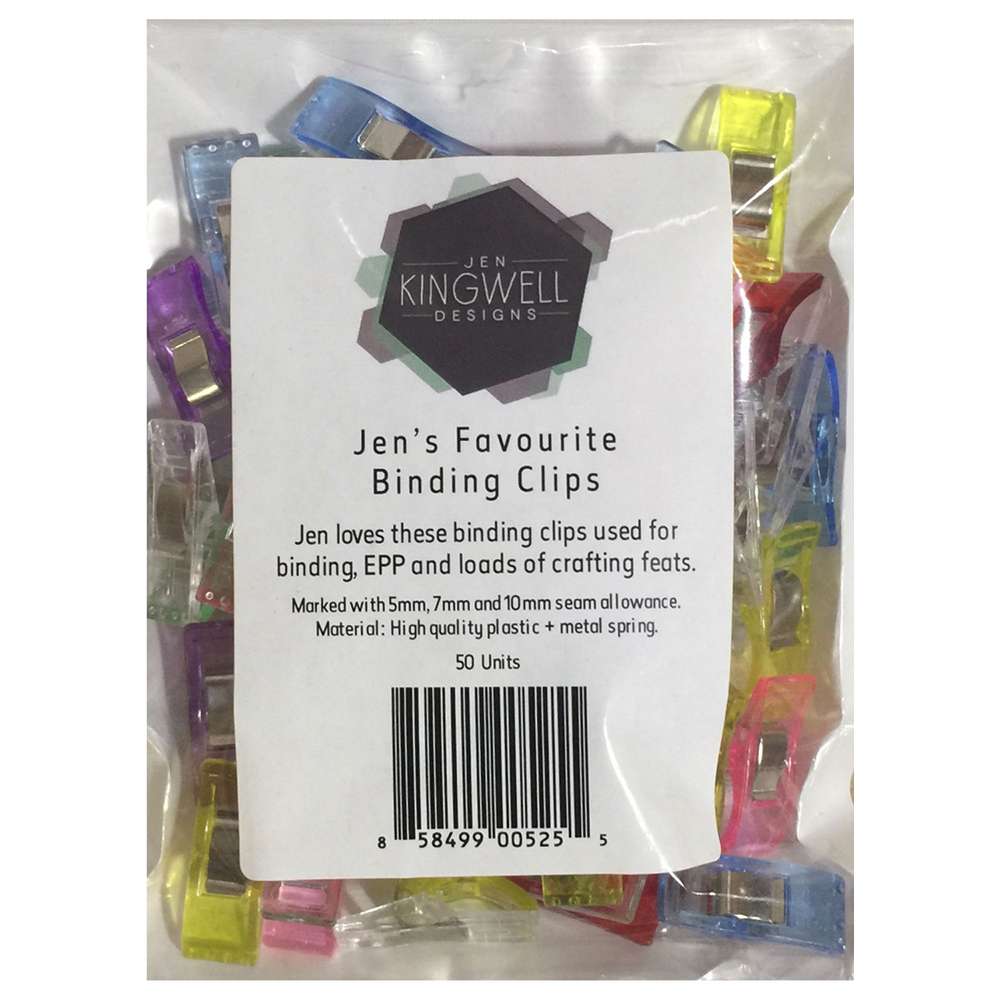 JEN
KINGWELL
DESIGNS
Jen's Favourite
Binding Clips
Jen loves these binding clips used for
binding, EPP and loads of crafting feats.
Marked with 5mm, 7mm and 10mm seam allowance.
Material: High quality plastic + metal spring.
50 Units
8 58499 00525 5